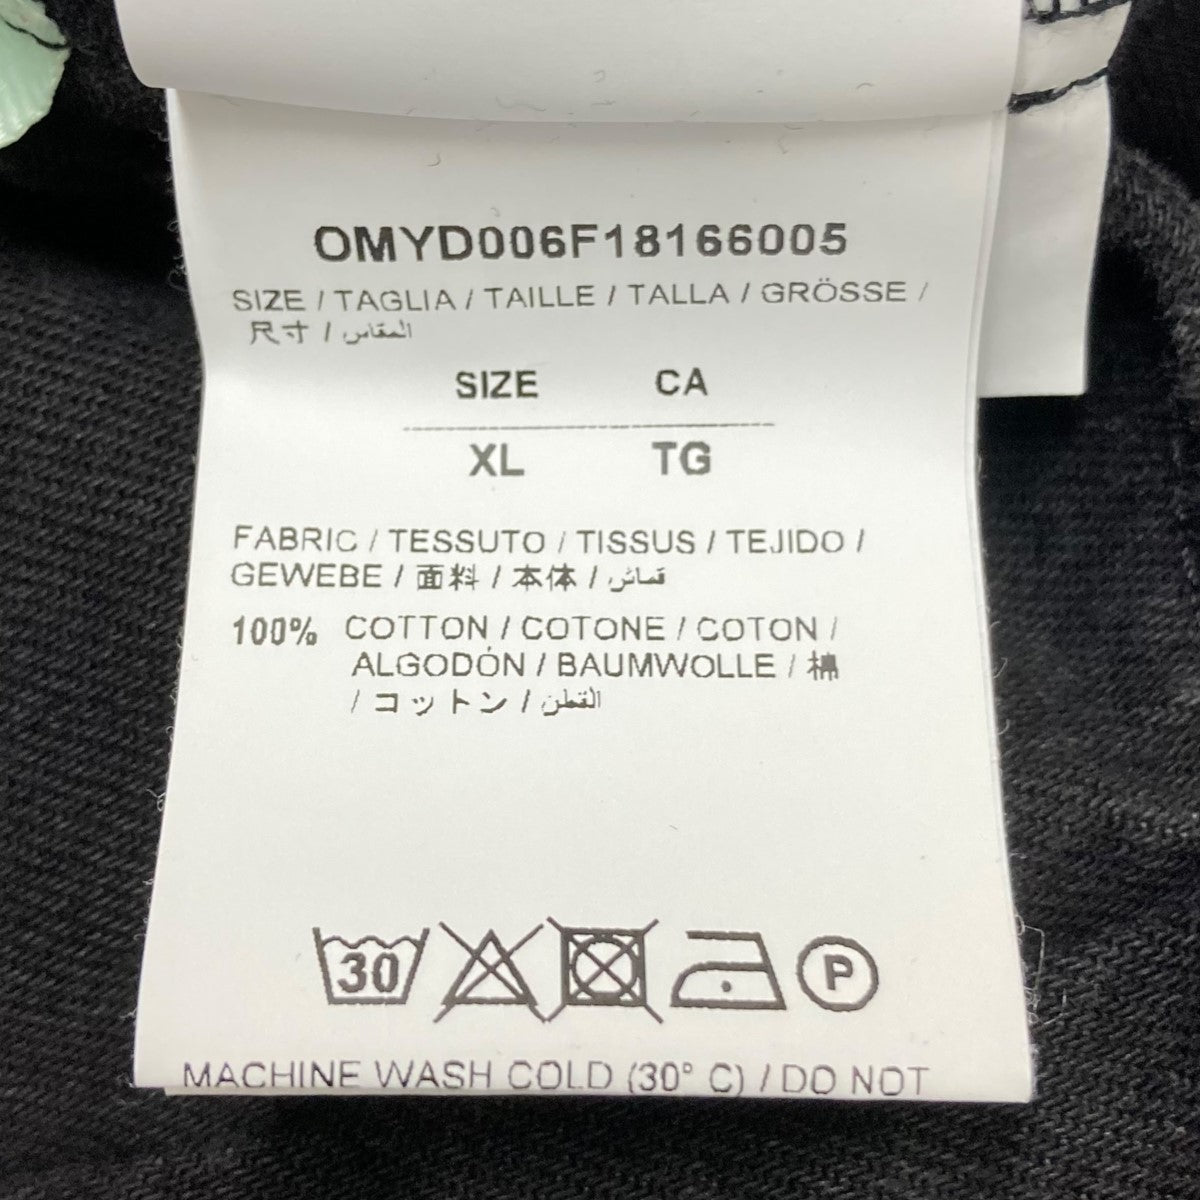 OMYD006F18166005
SIZE / TAGLIA / TAILLE / TALLA / GRÖSSE /
尺寸 / المقاس
SIZE CA
XL TG
FABRIC / TESSUTO / TISSUS / TEJIDO /
GEWEBE / 面料 / 本体 / قماش
100% COTTON / COTONE / COTON /
ALGODÓN / BAUMWOLLE / 棉
/ コットン / القطن
30 P
MACHINE WASH COLD (30° C) / DO NOT